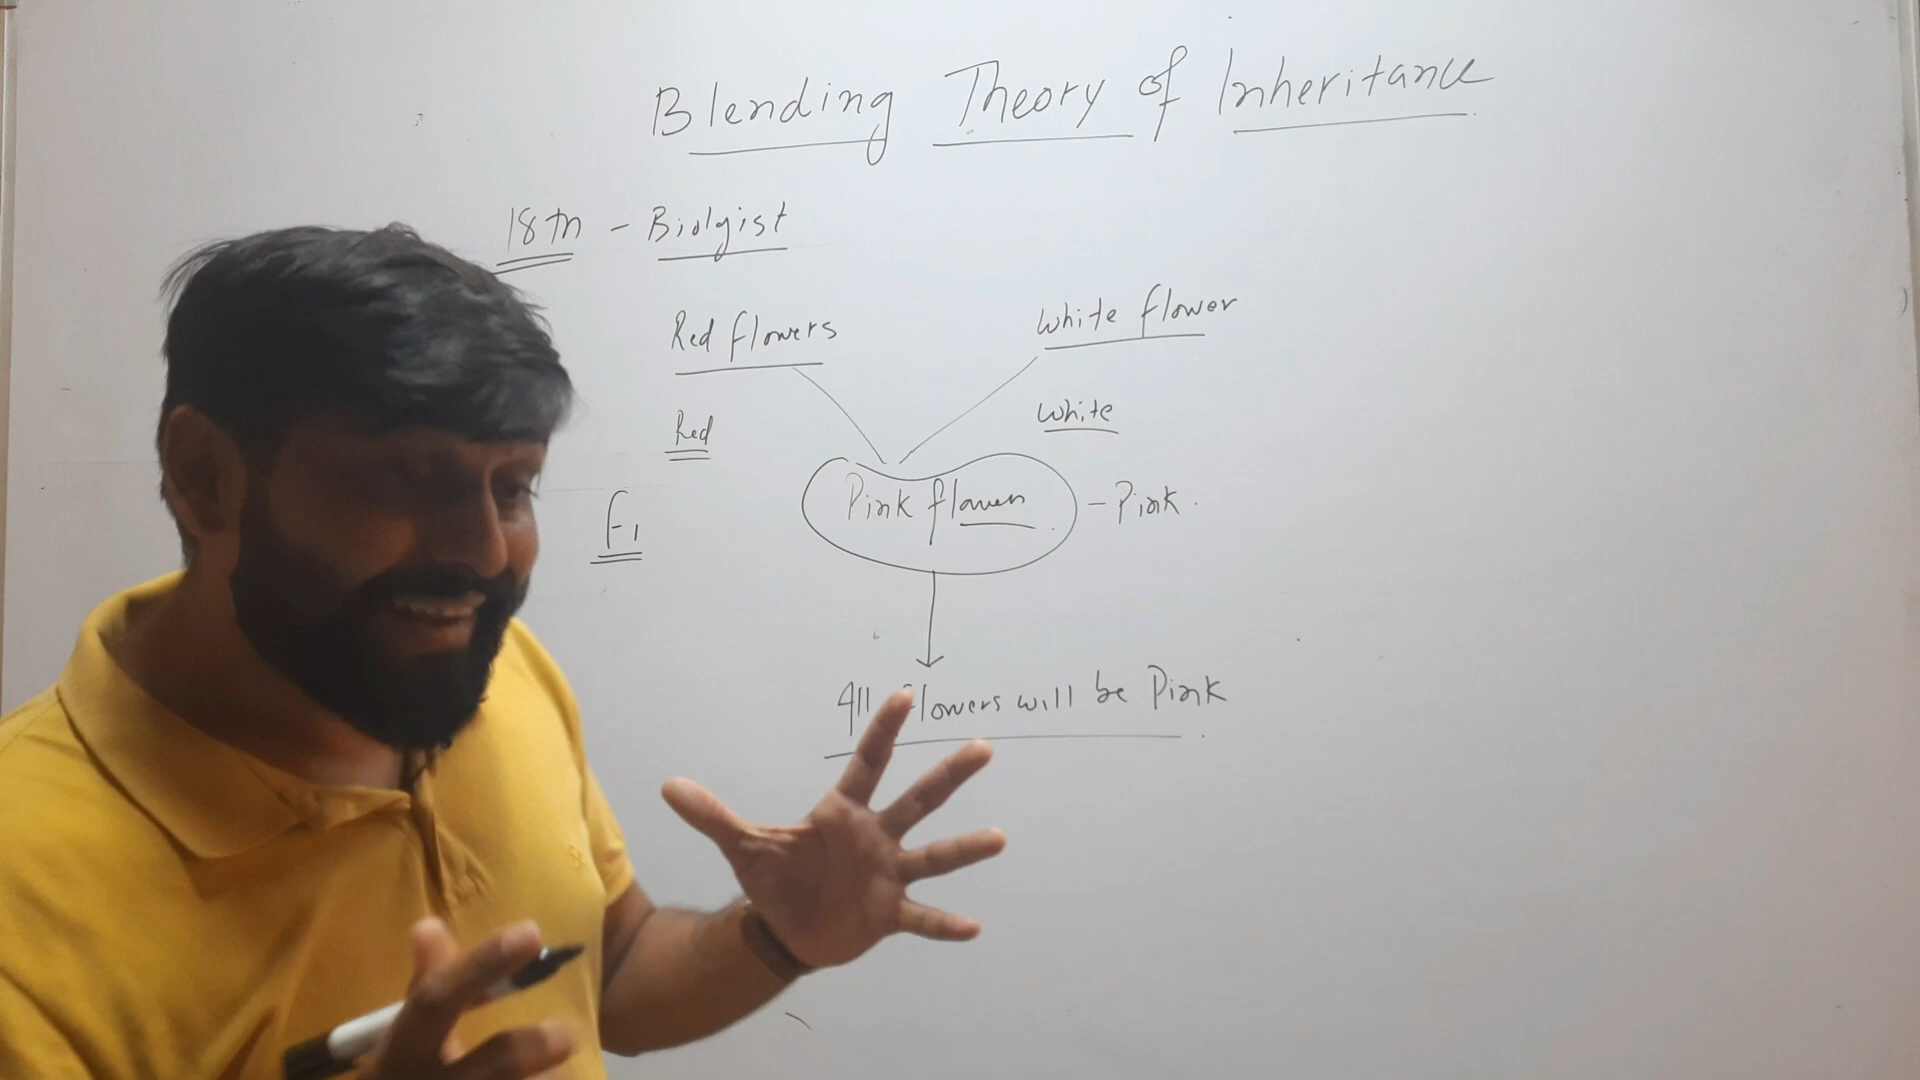 Blending Theory of Inheritance
18th - Biolgist
Red flowers White flower
Red White
F1 Pink flower - Pink.
All flowers will be Pink